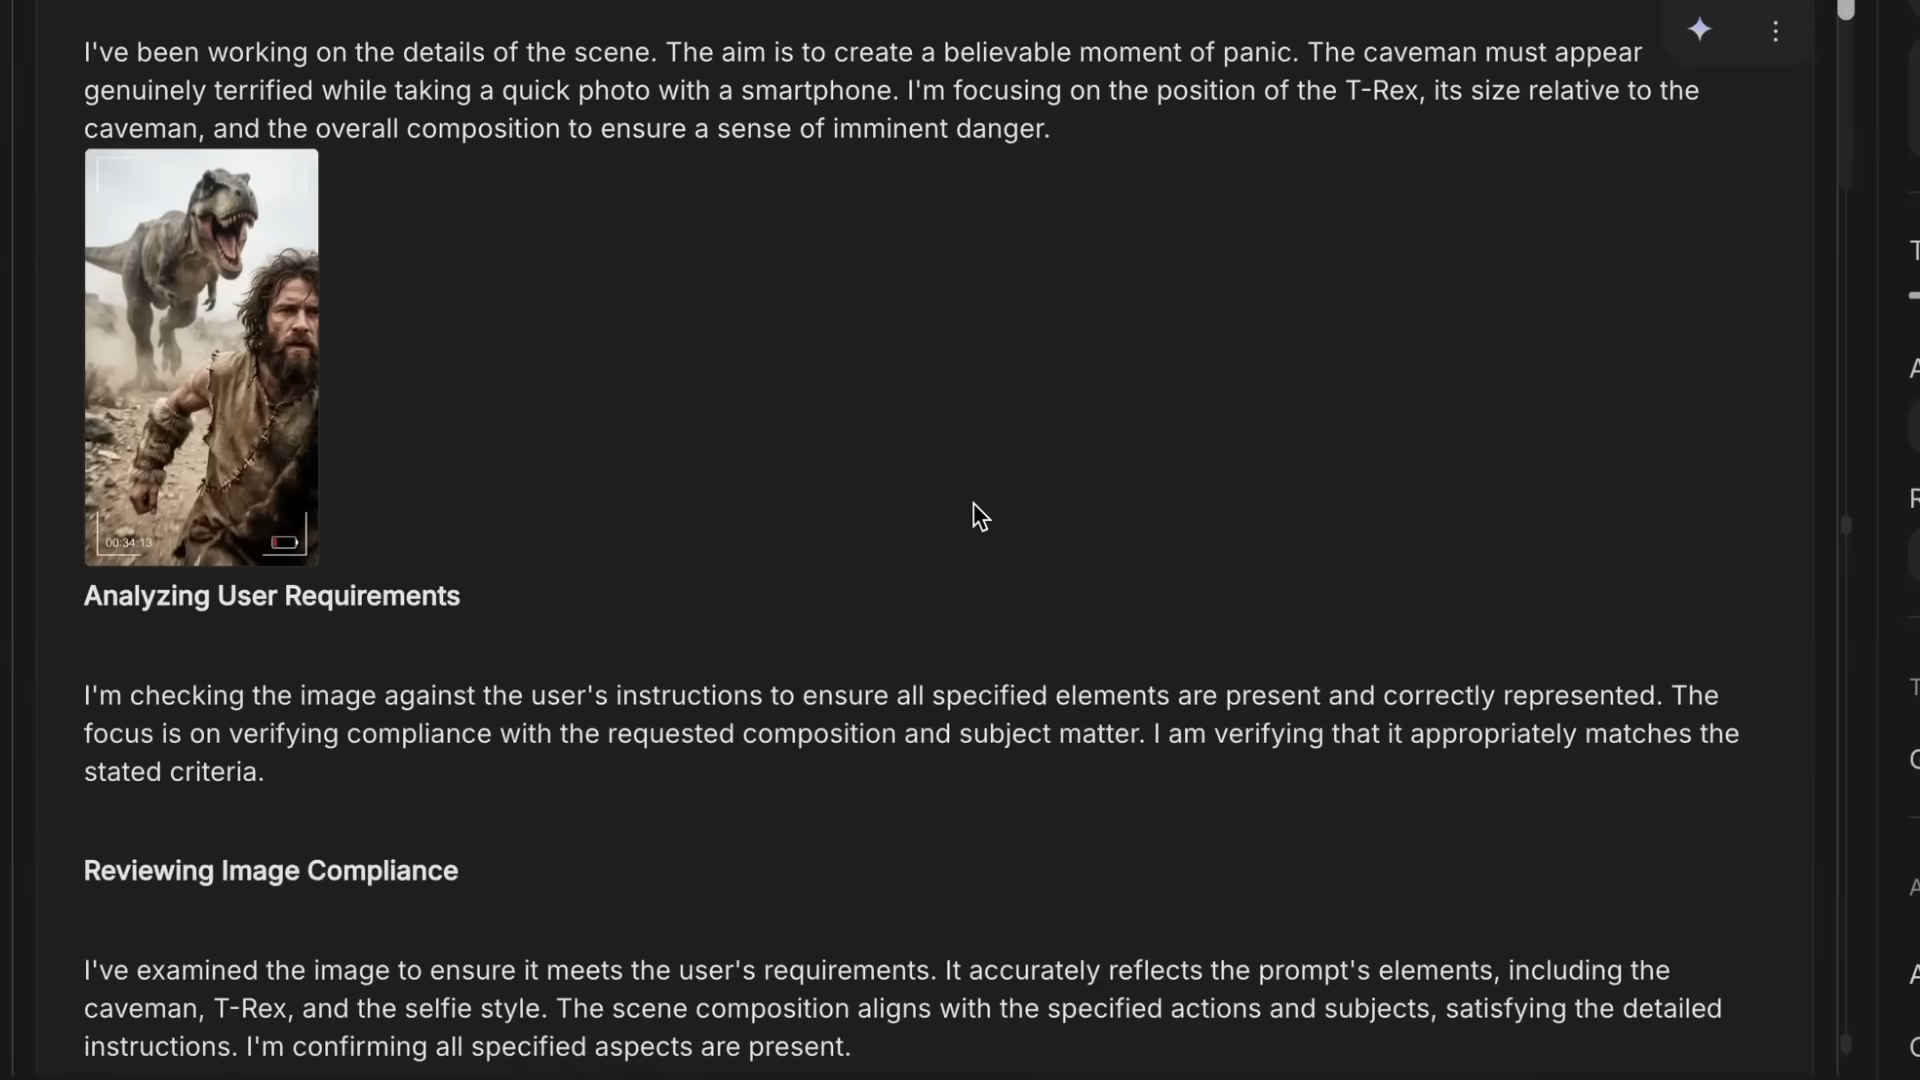 I've been working on the details of the scene. The aim is to create a believable moment of panic. The caveman must appear
genuinely terrified while taking a quick photo with a smartphone. I'm focusing on the position of the T-Rex, its size relative to the
caveman, and the overall composition to ensure a sense of imminent danger.
00:34:13
Analyzing User Requirements
I'm checking the image against the user's instructions to ensure all specified elements are present and correctly represented. The
focus is on verifying compliance with the requested composition and subject matter. I am verifying that it appropriately matches the
stated criteria.
Reviewing Image Compliance
I've examined the image to ensure it meets the user's requirements. It accurately reflects the prompt's elements, including the
caveman, T-Rex, and the selfie style. The scene composition aligns with the specified actions and subjects, satisfying the detailed
instructions. I'm confirming all specified aspects are present.